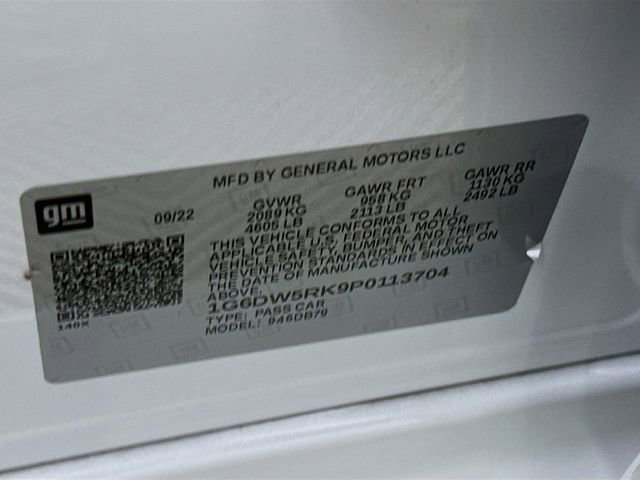 MFD BY GENERAL MOTORS LLC
gm
09/22
GVWR GAWR FRT GAWR RR
2089 KG 958 KG 1130 KG
4605 LB 2113 LB 2492 LB
THIS VEHICLE CONFORMS TO ALL
APPLICABLE U.S. FEDERAL MOTOR
VEHICLE SAFETY, BUMPER, AND THEFT
PREVENTION STANDARDS IN EFFECT ON
THE DATE OF MANUFACTURE SHOWN
ABOVE.
1G6DW5RK9P0113704
TYPE: PASS CAR
MODEL: 6DB79
148X